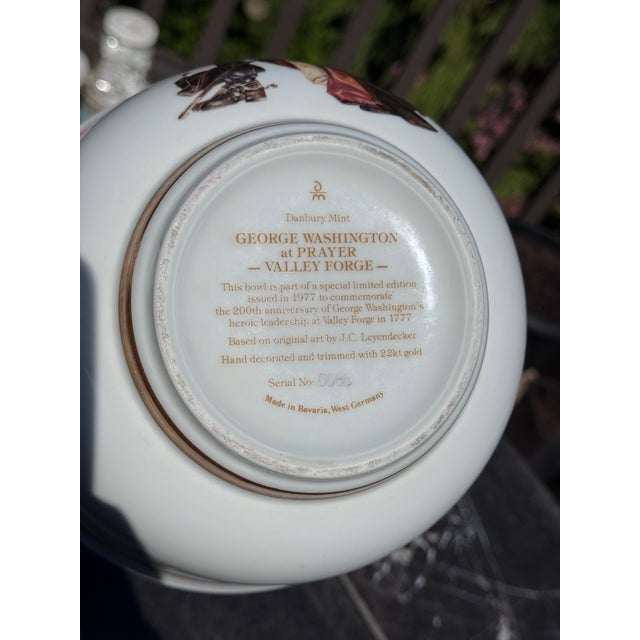 Danbury Mint
GEORGE WASHINGTON
at PRAYER
— VALLEY FORGE —
This bowl is part of a special limited edition
issued in 1977 to commemorate
the 200th anniversary of George Washington's
heroic leadership at Valley Forge in 1777
Based on original art by J.C. Leyendecker
Hand decorated and trimmed with 22kt gold
Serial No:
Made in Bavaria, West Germany